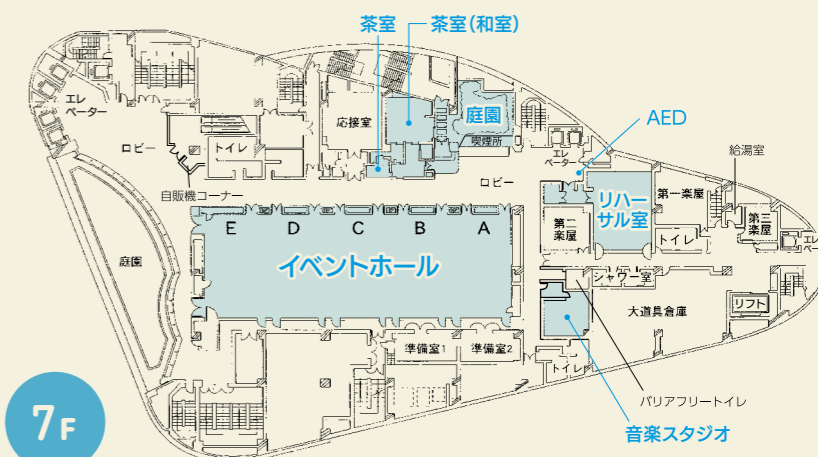 茶室
茶室(和室)
エレ
ベーター
ロビー
トイレ
自販機コーナー
応接室
庭園
喫煙所
ロビー
エレ
ベーター
AED
給湯室
リハー
サル室
第一楽屋
第二
楽屋
第三
楽屋
トイレ
エレ
ベー
E
D
C
B
A
イベントホール
庭園
シャワー室
大道具倉庫
リフト
準備室1
準備室2
トイレ
バリアフリートイレ
音楽スタジオ
7F